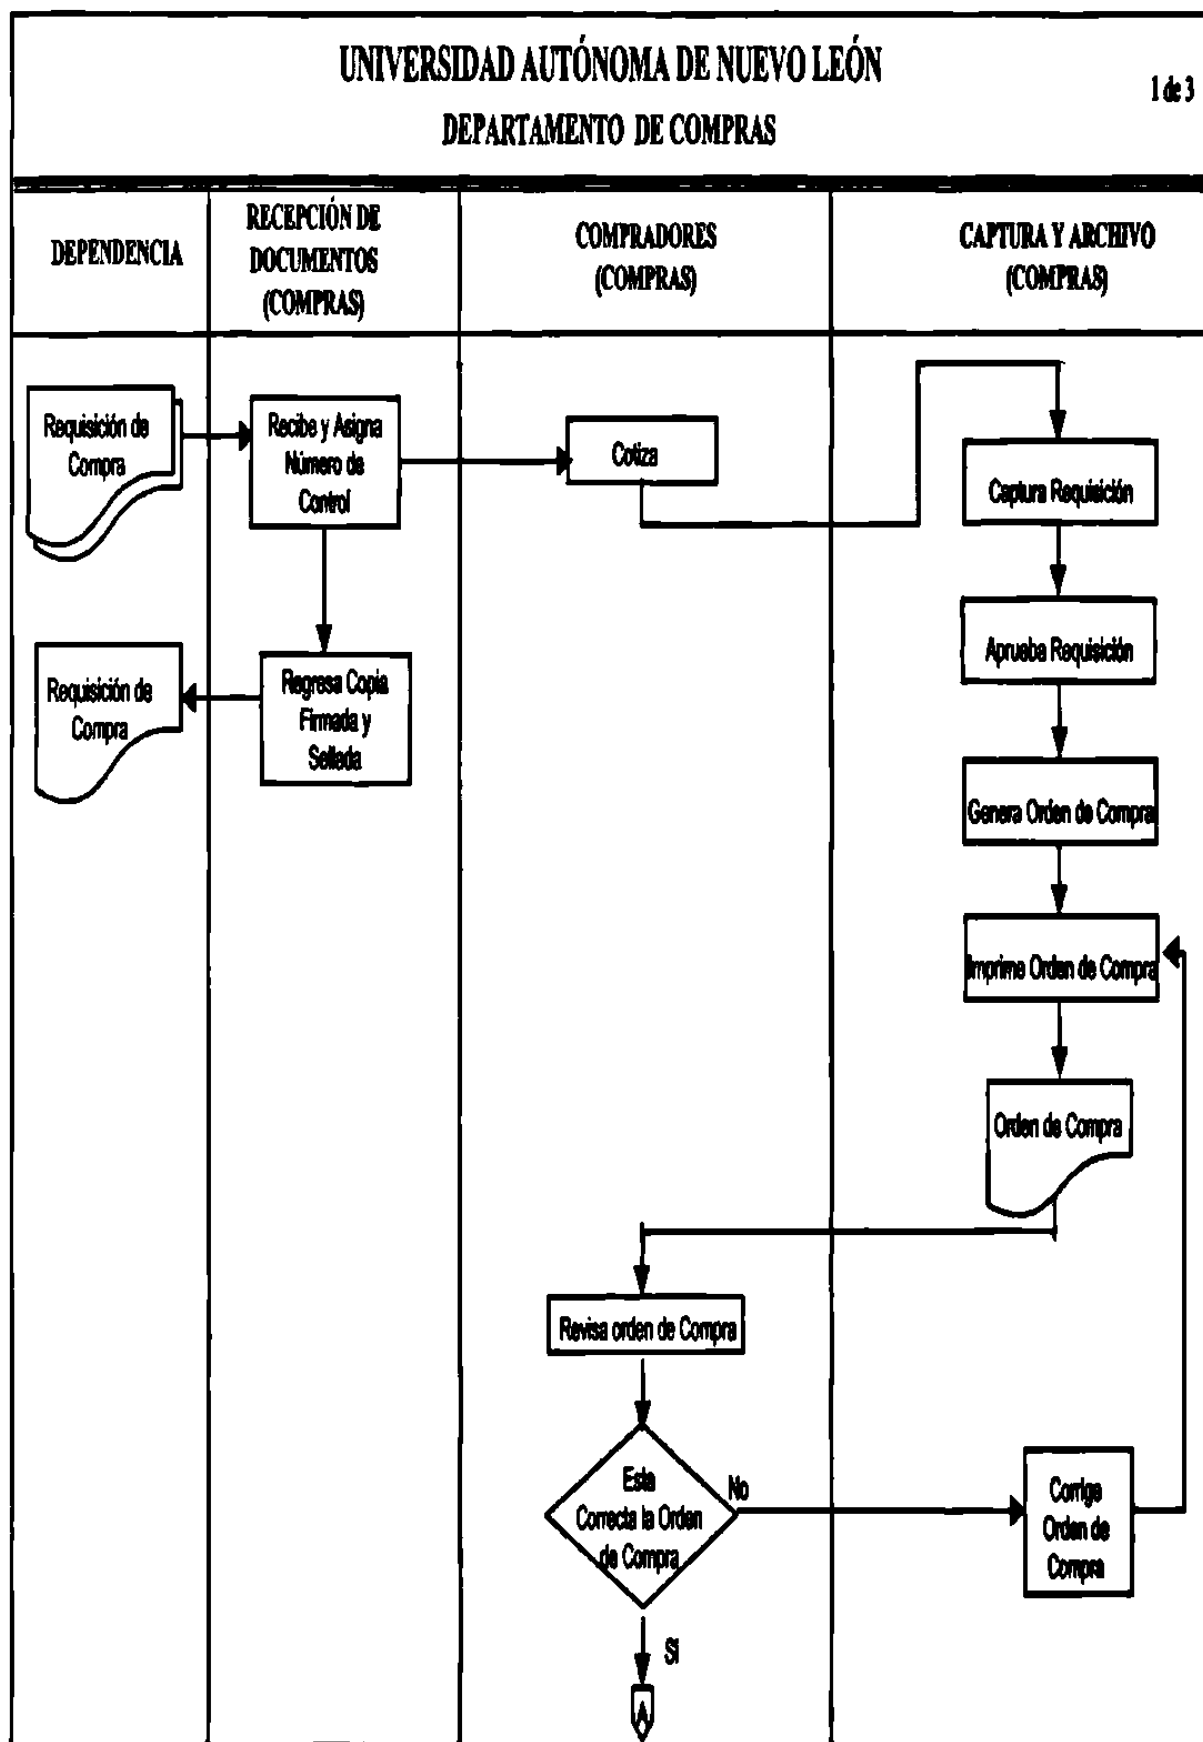 UNIVERSIDAD AUTÓNOMA DE NUEVO LEÓN
1 de 3
DEPARTAMENTO DE COMPRAS
DEPENDENCIA
RECEPCIÓN DE
DOCUMENTOS
(COMPRAS)
COMPRADORES
(COMPRAS)
CAPTURA Y ARCHIVO
(COMPRAS)
Requisición de
Compra
Recibe y Asigna
Número de
Control
Cotiza
Captura Requisición
Aprueba Requisición
Requisición de
Compra
Regresa Copia
Firmada y
Sellada
Genera Orden de Compra
Imprime Orden de Compra
Orden de Compra
Revisa orden de Compra
Esta
Correcta la Orden
de Compra
No
Corrige
Orden de
Compra
Si
A